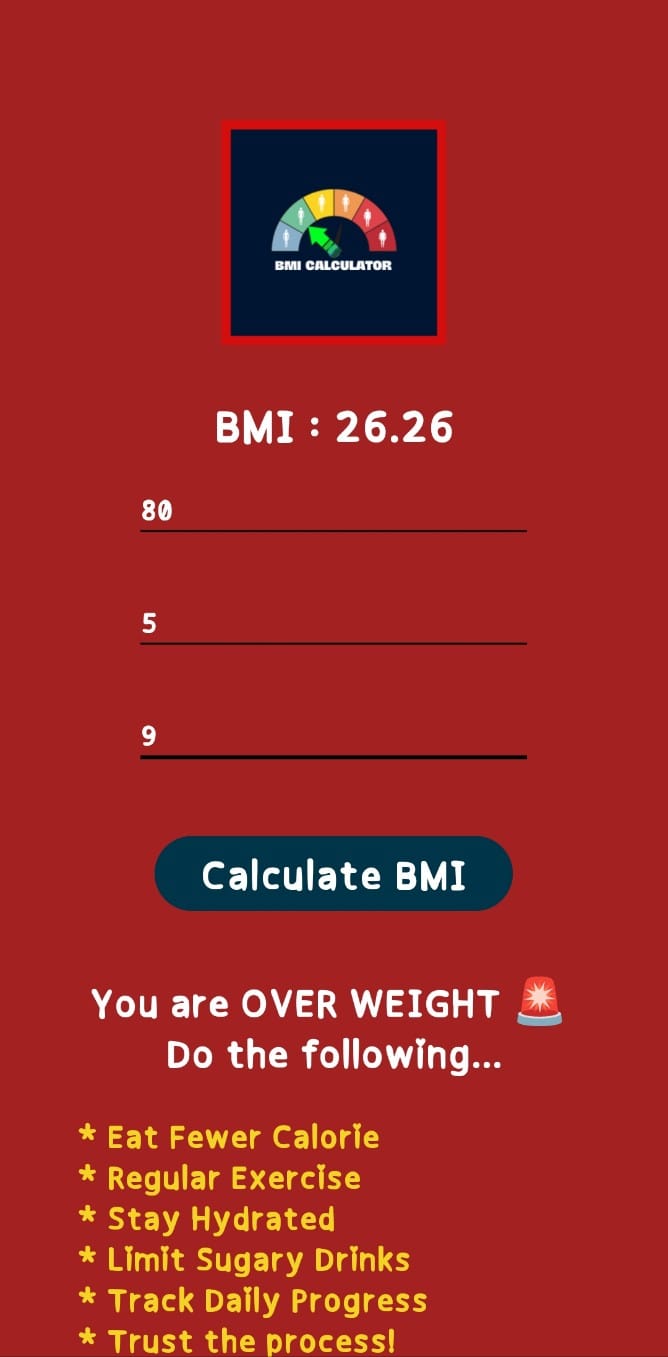 BMI CALCULATOR
BMI : 26.26
80
5
9
Calculate BMI
You are OVER WEIGHT 🚨
Do the following...
* Eat Fewer Calorie
* Regular Exercise
* Stay Hydrated
* Limit Sugary Drinks
* Track Daily Progress
* Trust the process!